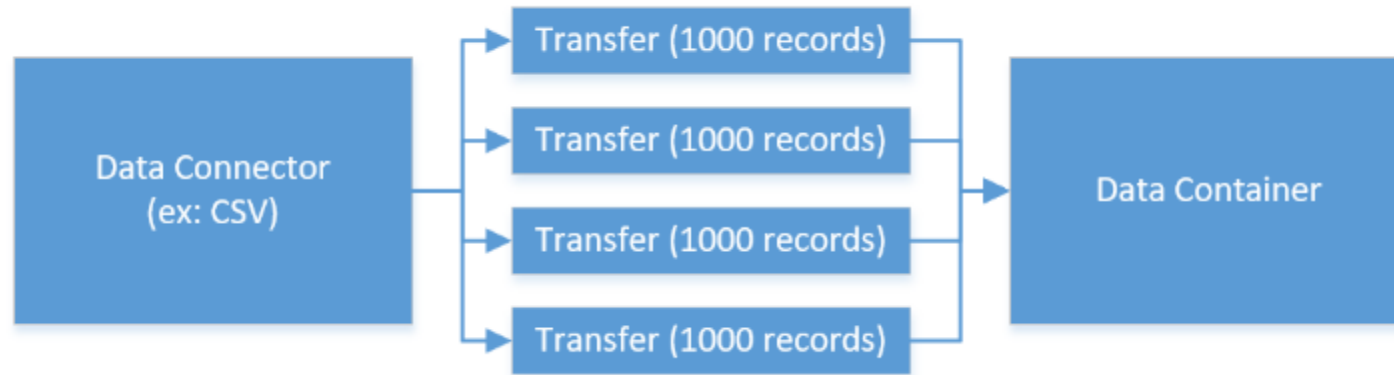 Data Connector
(ex: CSV)
Transfer (1000 records)
Transfer (1000 records)
Transfer (1000 records)
Transfer (1000 records)
Data Container